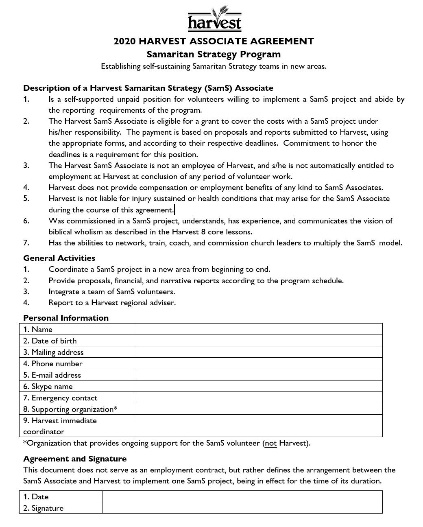 harvest
2020 HARVEST ASSOCIATE AGREEMENT
Samaritan Strategy Program
Establishing self-sustaining Samaritan Strategy teams in new areas.
Description of a Harvest Samaritan Strategy (SamS) Associate
1. Is a self-supported unpaid position for volunteers willing to implement a SamS project and abide by
the reporting requirements of the program.
2. The Harvest SamS Associate is eligible for a grant to cover the costs with a SamS project under
his/her responsibility. The payment is based on proposals and reports submitted to Harvest, using
the appropriate forms, and according to their respective deadlines. Commitment to honor the
deadlines is a requirement for this position.
3. The Harvest SamS Associate is not an employee of Harvest, and s/he is not automatically entitled to
employment at Harvest at conclusion of any period of volunteer work.
4. Harvest does not provide compensation or employment benefits of any kind to SamS Associates.
5. Harvest is not liable for injury sustained or health conditions that may arise for the SamS Associate
during the course of this agreement.
6. Was commissioned in a SamS project, understands, has experience, and communicates the vision of
biblical wholism as described in the Harvest 8 core lessons.
7. Has the abilities to network, train, coach, and commission church leaders to multiply the SamS model.
General Activities
1. Coordinate a SamS project in a new area from beginning to end.
2. Provide proposals, financial, and narrative reports according to the program schedule.
3. Integrate a team of SamS volunteers.
4. Report to a Harvest regional adviser.
Personal Information
1. Name
2. Date of birth
3. Mailing address
4. Phone number
5. E-mail address
6. Skype name
7. Emergency contact
8. Supporting organization*
9. Harvest immediate
coordinator
*Organization that provides ongoing support for the SamS volunteer (not Harvest).
Agreement and Signature
This document does not serve as an employment contract, but rather defines the arrangement between the
SamS Associate and Harvest to implement one SamS project, being in effect for the time of its duration.
1. Date
2. Signature